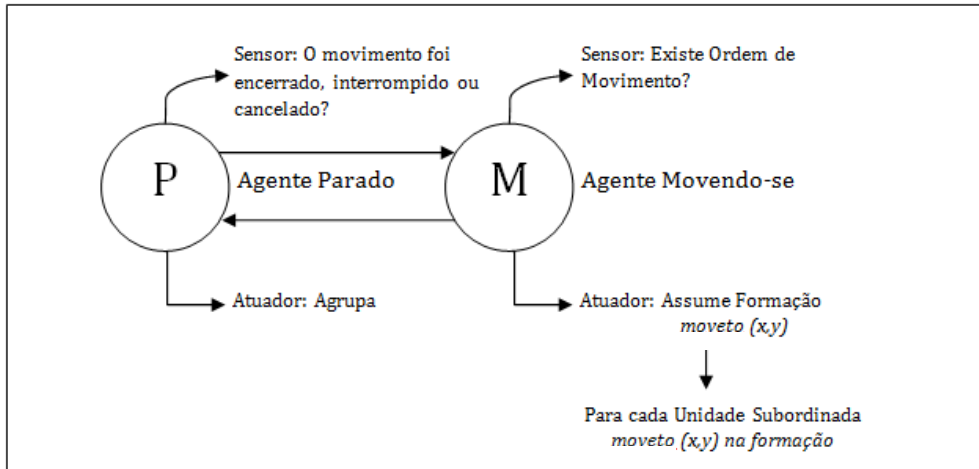 Sensor: O movimento foi
encerrado, interrompido ou
cancelado?
Sensor: Existe Ordem de
Movimento?
P
Agente Parado
M
Agente Movendo-se
Atuador: Agrupa
Atuador: Assume Formação
moveto (x,y)
Para cada Unidade Subordinada
moveto (x,y) na formação